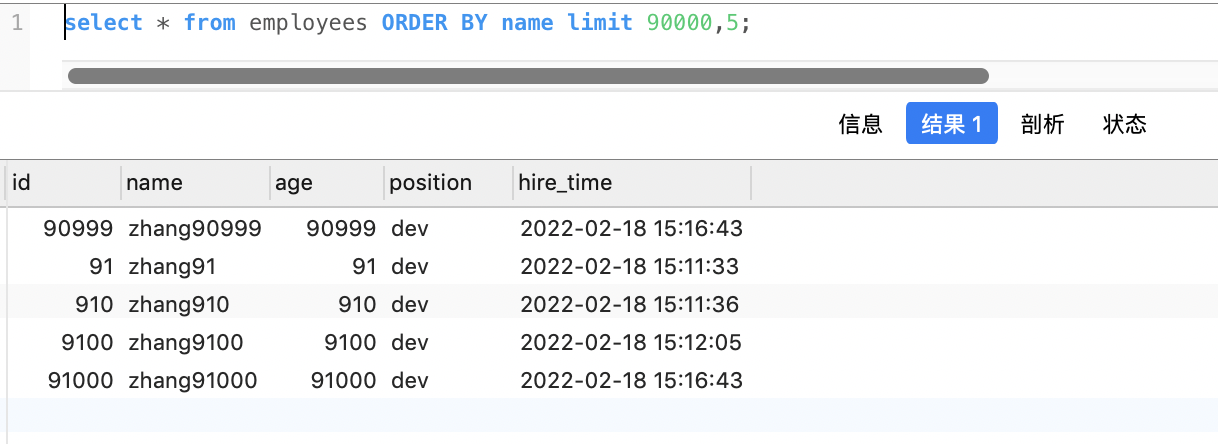 1 select * from employees ORDER BY name limit 90000,5;
信息 结果 1 剖析 状态
id name age position hire_time
90999 zhang90999 90999 dev 2022-02-18 15:16:43
91 zhang91 91 dev 2022-02-18 15:11:33
910 zhang910 910 dev 2022-02-18 15:11:36
9100 zhang9100 9100 dev 2022-02-18 15:12:05
91000 zhang91000 91000 dev 2022-02-18 15:16:43